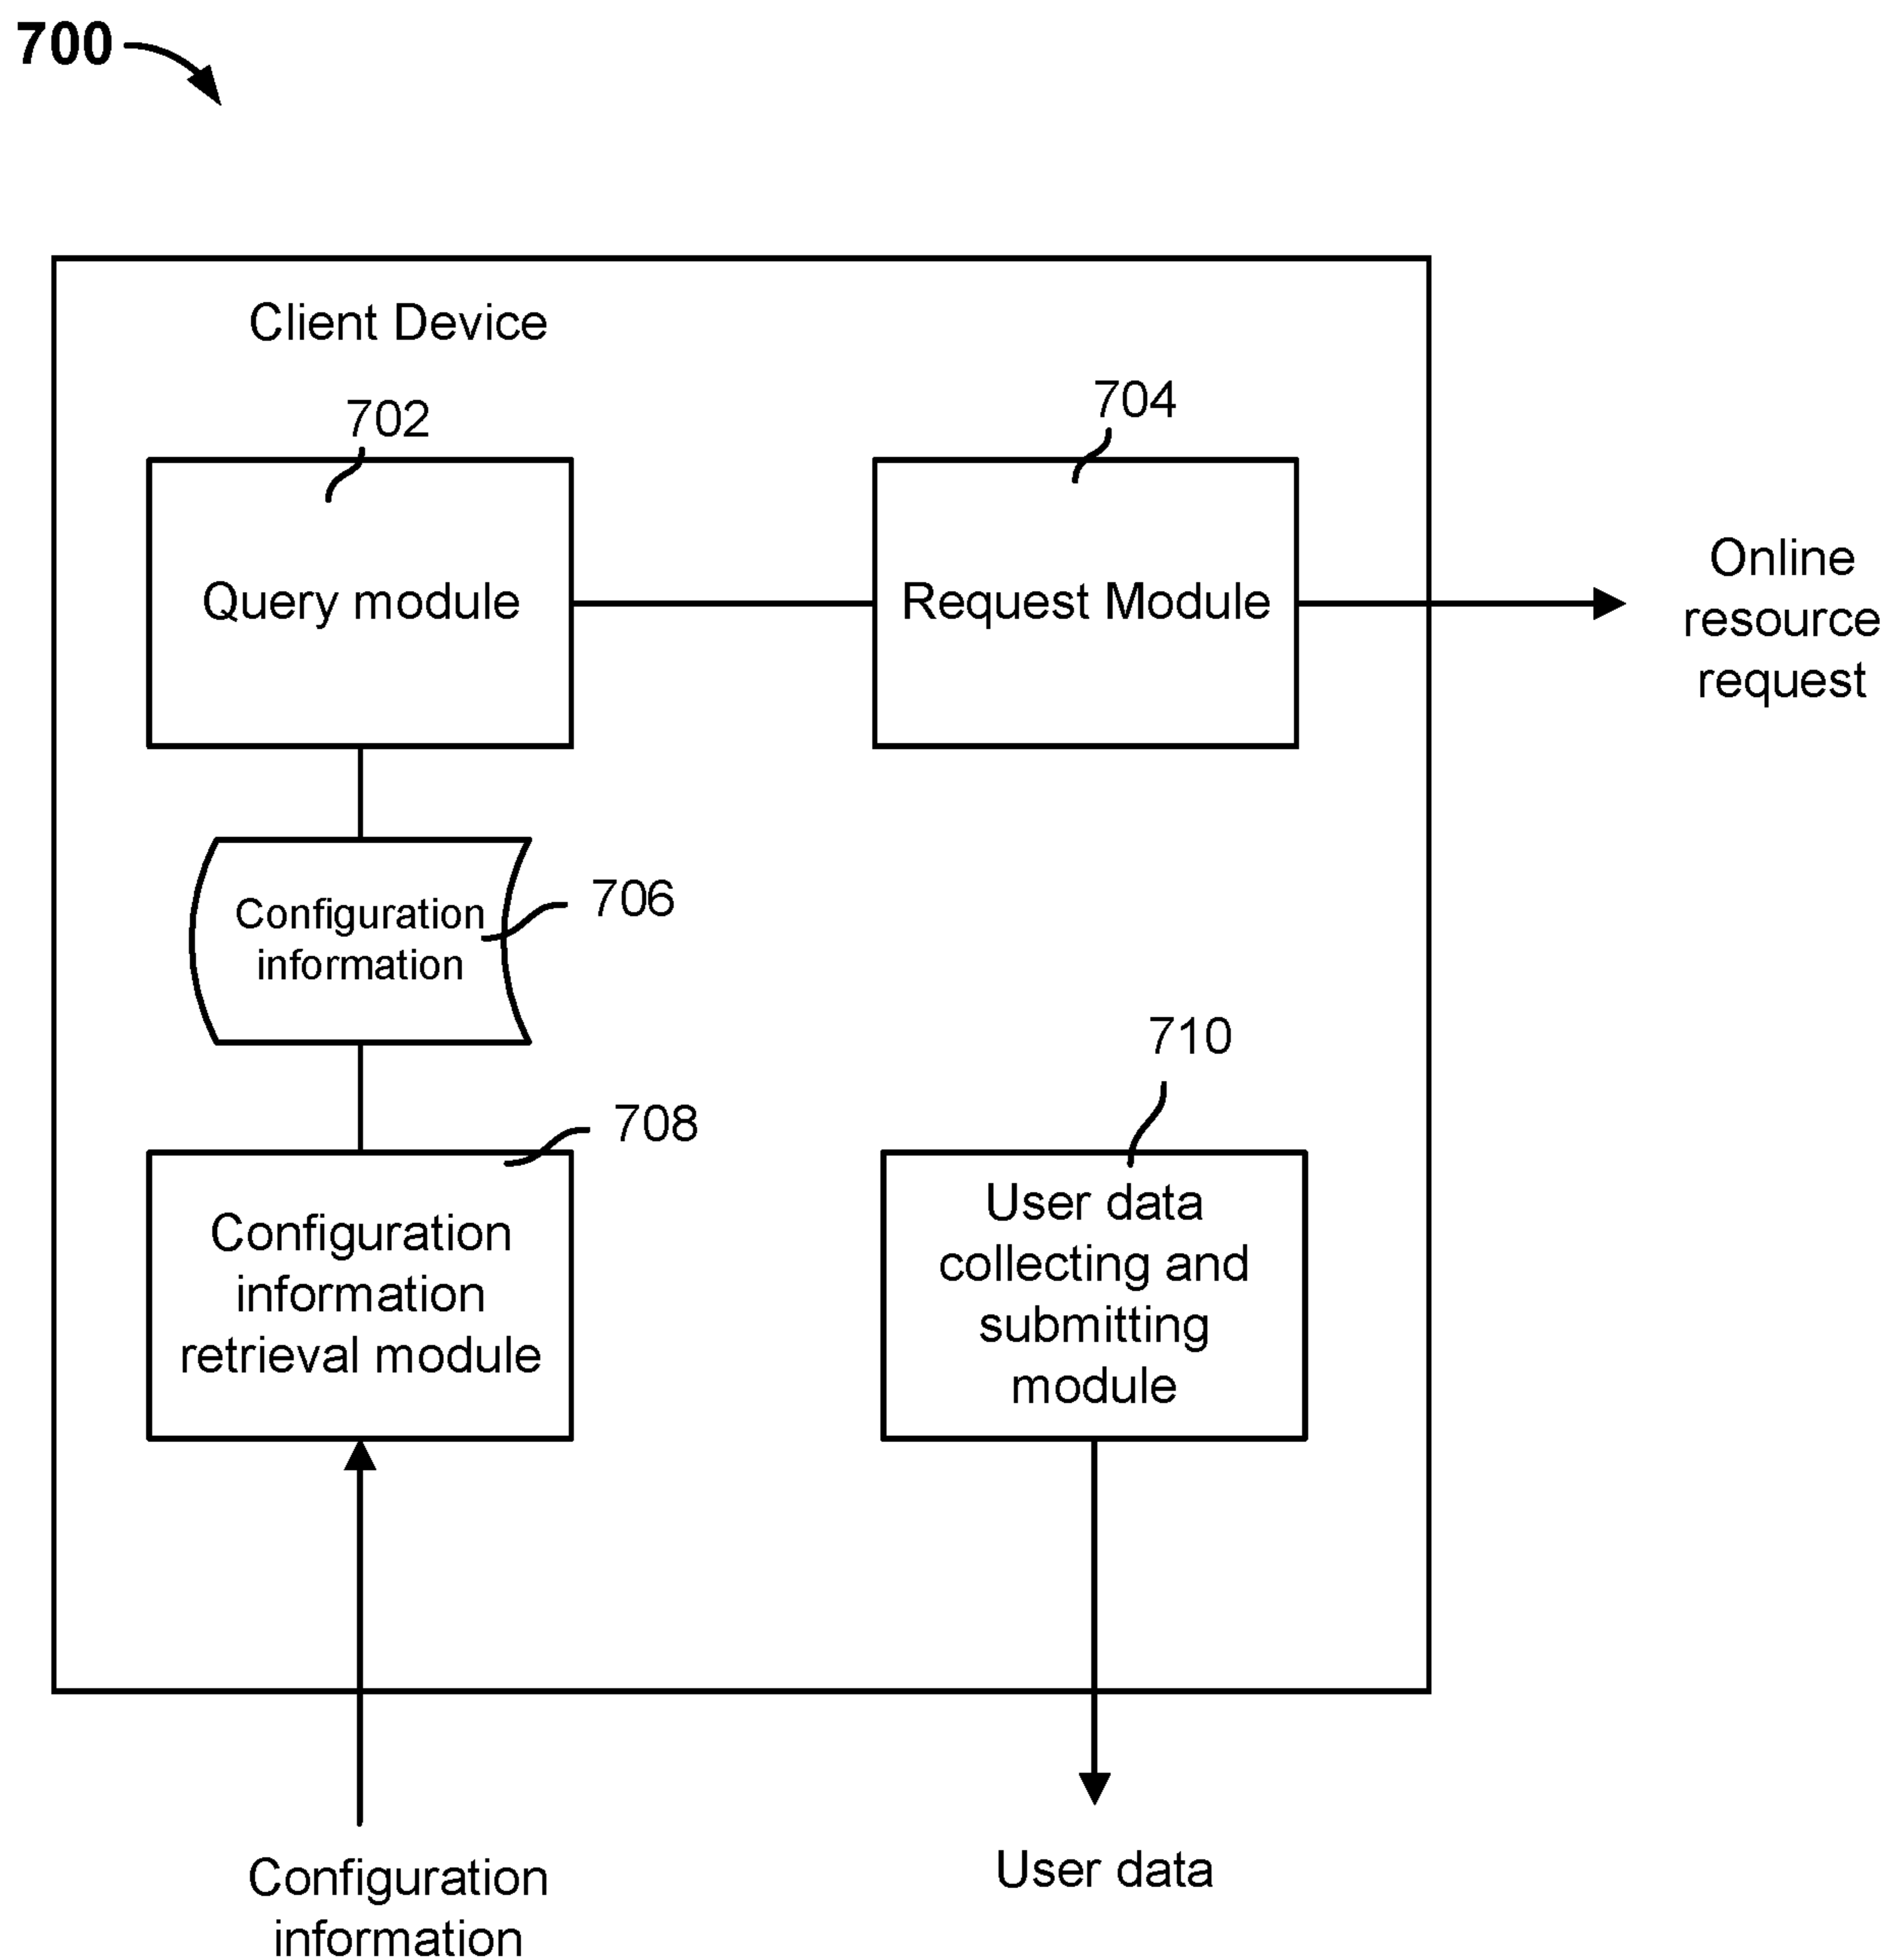 700
Client Device
702
704
Query module
Request Module
Online
resource
request
Configuration
information
706
708
710
Configuration
information
retrieval module
User data
collecting and
submitting
module
Configuration
information
User data